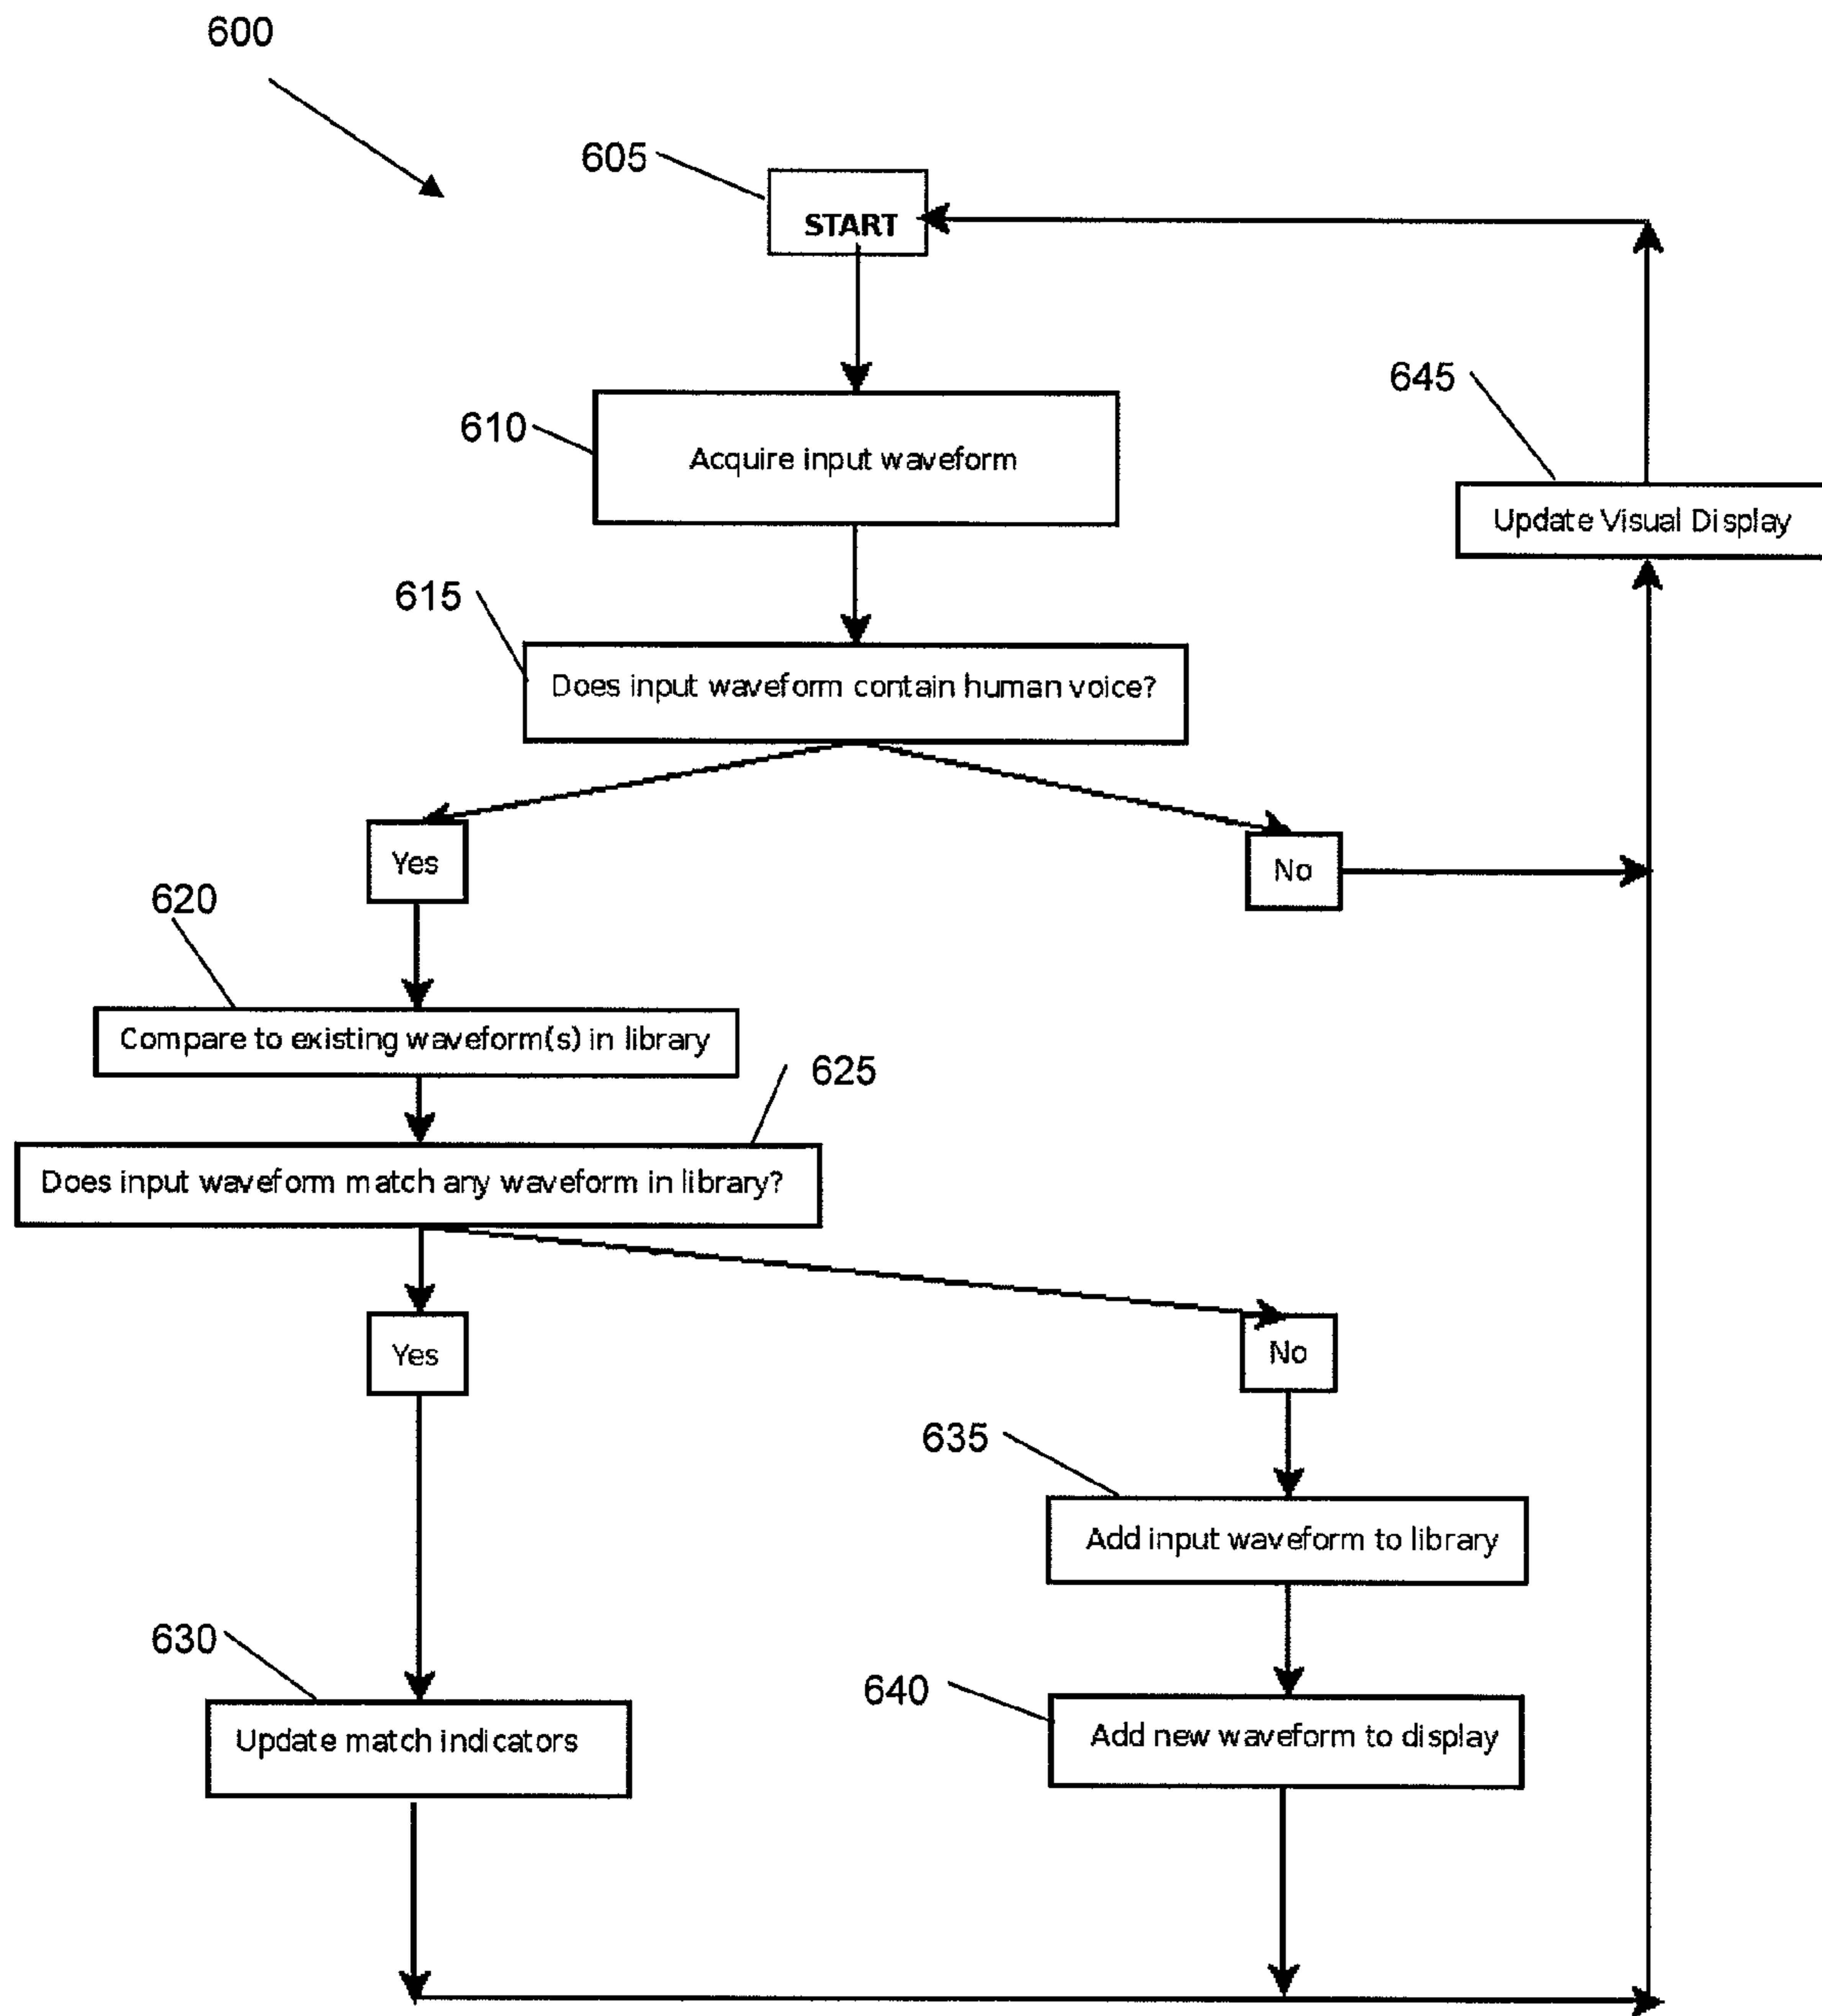 600
605
START
610
Acquire input waveform
645
Update Visual Display
615
Does input waveform contain human voice?
Yes
No
620
Compare to existing waveform(s) in library
625
Does input waveform match any waveform in library?
Yes
No
635
Add input waveform to library
630
Update match indicators
640
Add new waveform to display